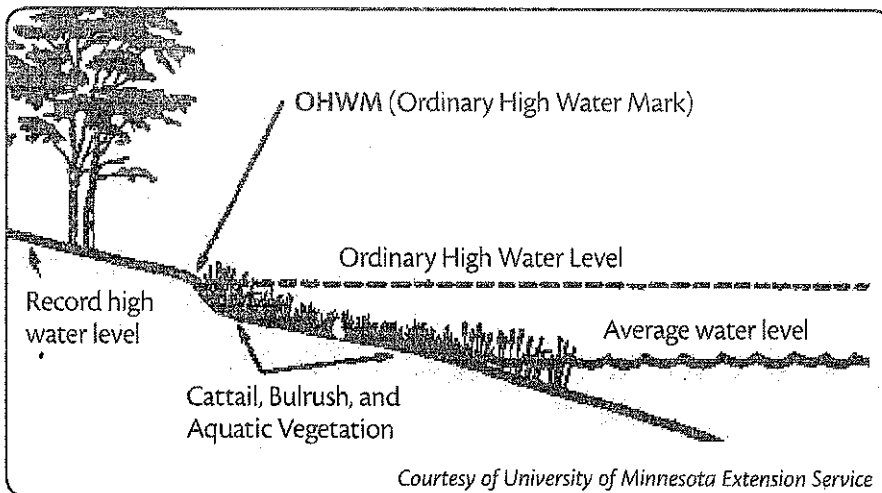 OHWM (Ordinary High Water Mark)
Ordinary High Water Level
Record high
water level
Average water level
Cattail, Bulrush, and
Aquatic Vegetation
Courtesy of University of Minnesota Extension Service